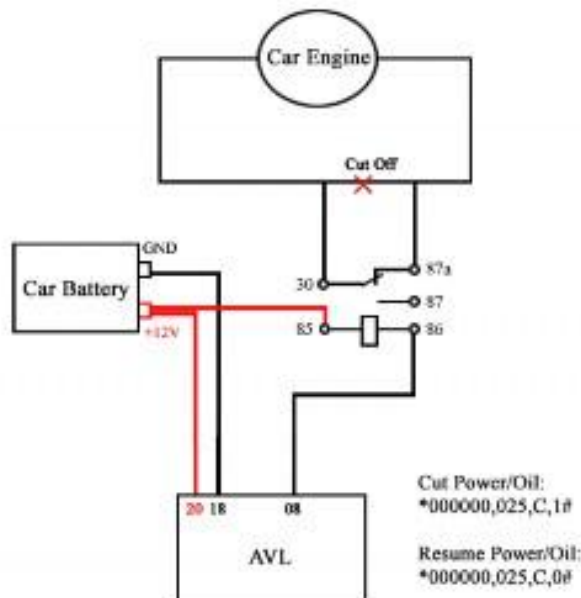 Car Engine
Cut Off
GND
Car Battery
+12V
30
87a
87
85
86
20 18 08
AVL
Cut Power/Oil:
*000000,025,C,1#
Resume Power/Oil:
*000000,025,C,0#